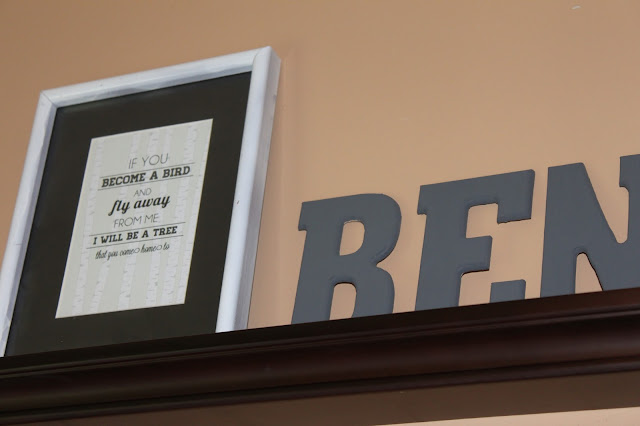 IF YOU
BECOME A BIRD
AND
fly away
FROM ME
I WILL BE A TREE
that you come home to
BEN